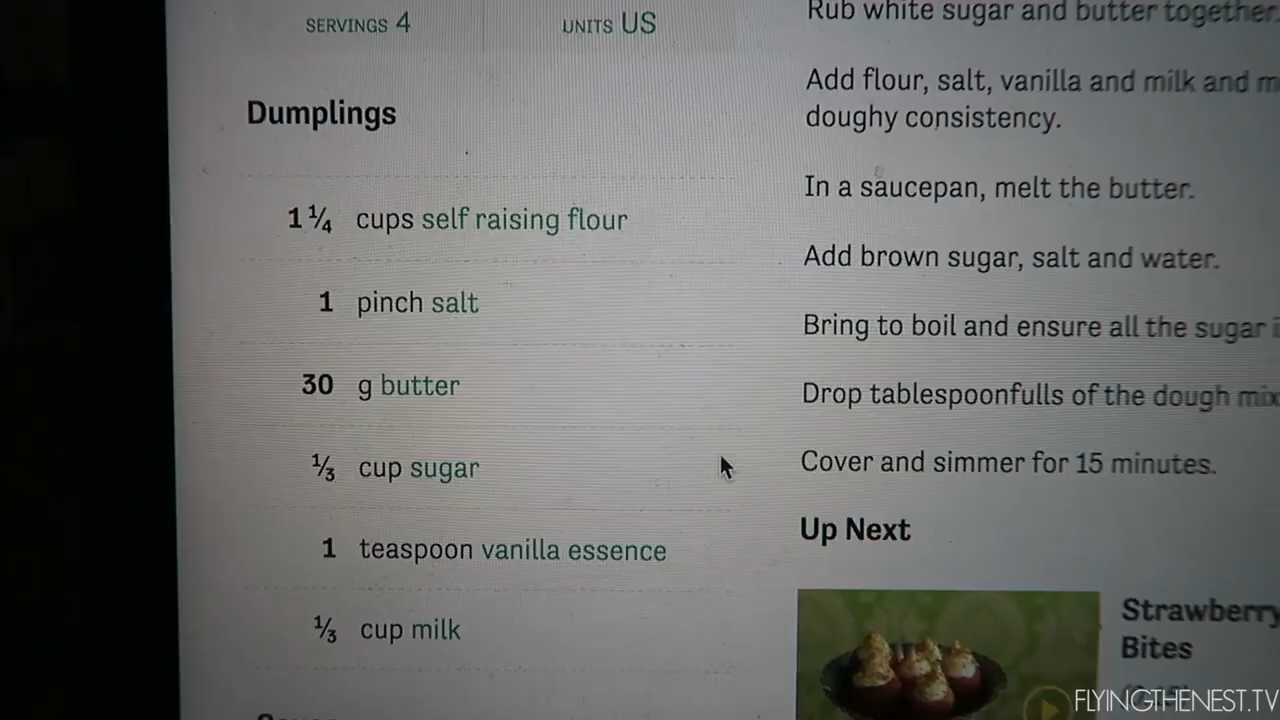 SERVINGS 4
UNITS US
Dumplings
1 ¼ cups self raising flour
1 pinch salt
30 g butter
⅓ cup sugar
1 teaspoon vanilla essence
⅓ cup milk
Rub white sugar and butter together
Add flour, salt, vanilla and milk and m
doughy consistency.
In a saucepan, melt the butter.
Add brown sugar, salt and water.
Bring to boil and ensure all the sugar
Drop tablespoonfulls of the dough mix
Cover and simmer for 15 minutes.
Up Next
Strawberry
Bites
FLYINGTHENEST.TV